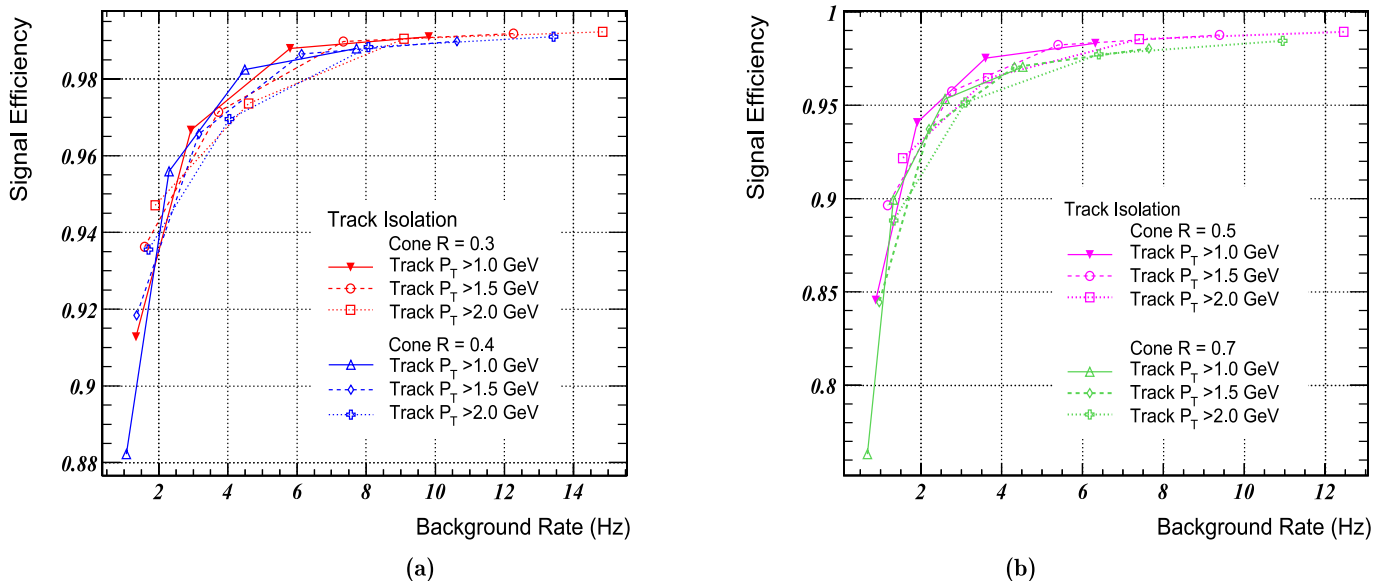 Signal Efficiency
0.98
0.96
0.94
0.92
0.9
0.88
2 4 6 8 10 12 14
Background Rate (Hz)
Track Isolation
Cone R = 0.3
Track P_T >1.0 GeV
Track P_T >1.5 GeV
Track P_T >2.0 GeV
Cone R = 0.4
Track P_T >1.0 GeV
Track P_T >1.5 GeV
Track P_T >2.0 GeV
(a)
Signal Efficiency
1
0.95
0.9
0.85
0.8
2 4 6 8 10 12
Background Rate (Hz)
Track Isolation
Cone R = 0.5
Track P_T >1.0 GeV
Track P_T >1.5 GeV
Track P_T >2.0 GeV
Cone R = 0.7
Track P_T >1.0 GeV
Track P_T >1.5 GeV
Track P_T >2.0 GeV
(b)